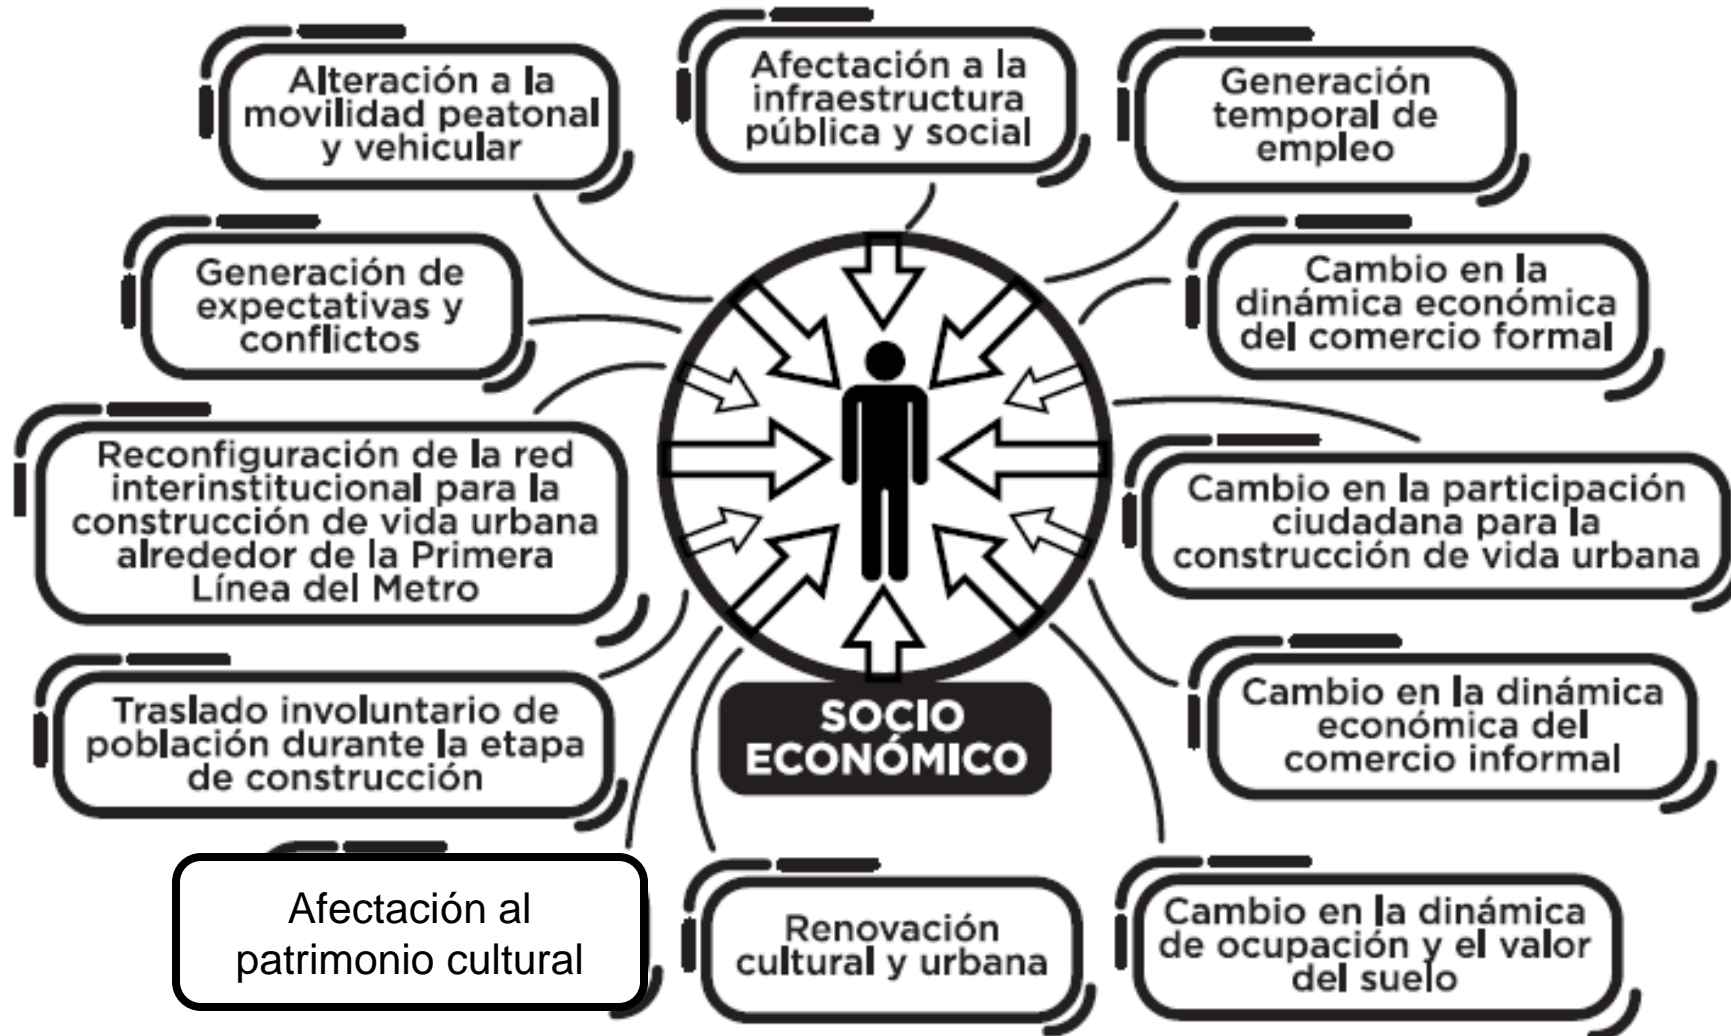 Alteración a la
movilidad peatonal
y vehicular
Afectación a la
infraestructura
pública y social
Generación
temporal de
empleo
Generación de
expectativas y
conflictos
Cambio en la
dinámica económica
del comercio formal
Reconfiguración de la red
interinstitucional para la
construcción de vida urbana
alrededor de la Primera
Línea del Metro
Cambio en la participación
ciudadana para la
construcción de vida urbana
Traslado involuntario de
población durante la etapa
de construcción
SOCIO
ECONÓMICO
Cambio en la dinámica
económica del
comercio informal
Afectación al
patrimonio cultural
Renovación
cultural y urbana
Cambio en la dinámica
de ocupación y el valor
del suelo